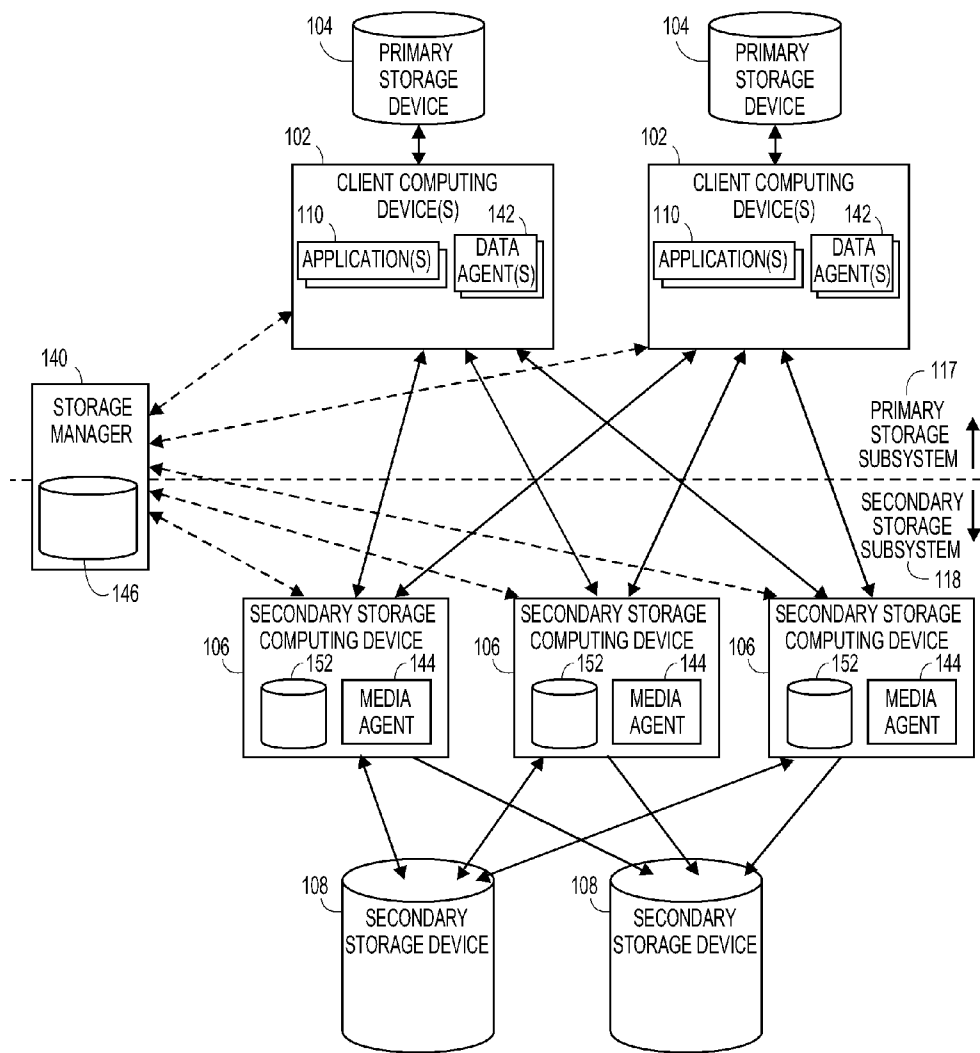 104
PRIMARY
STORAGE
DEVICE
104
PRIMARY
STORAGE
DEVICE
102
CLIENT COMPUTING
DEVICE(S)
110
APPLICATION(S)
142
DATA
AGENT(S)
102
CLIENT COMPUTING
DEVICE(S)
110
APPLICATION(S)
142
DATA
AGENT(S)
140
STORAGE
MANAGER
146
117
PRIMARY
STORAGE
SUBSYSTEM
SECONDARY
STORAGE
SUBSYSTEM
118
SECONDARY STORAGE
COMPUTING DEVICE
106
152
144
MEDIA
AGENT
SECONDARY STORAGE
COMPUTING DEVICE
106
152
144
MEDIA
AGENT
SECONDARY STORAGE
COMPUTING DEVICE
106
152
144
MEDIA
AGENT
108
SECONDARY
STORAGE DEVICE
108
SECONDARY
STORAGE DEVICE